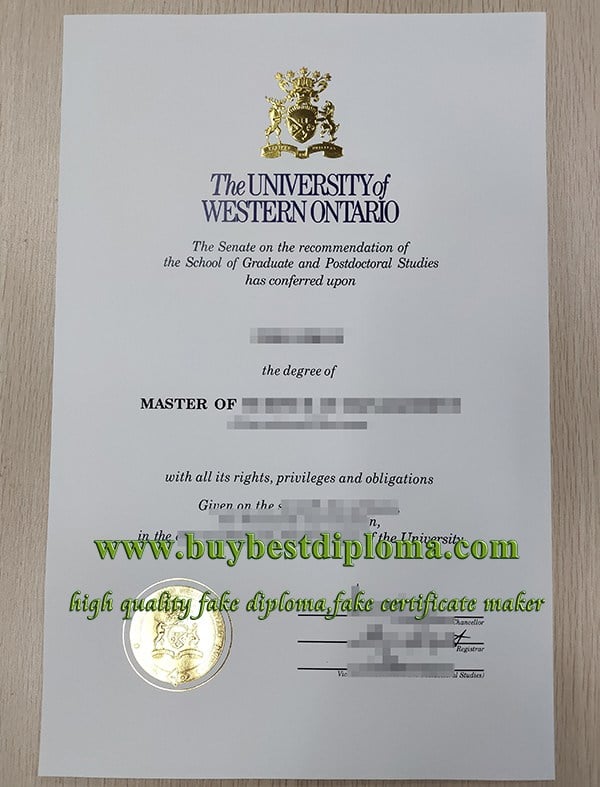 The UNIVERSITY of
WESTERN ONTARIO
The Senate on the recommendation of
the School of Graduate and Postdoctoral Studies
has conferred upon
the degree of
MASTER OF
with all its rights, privileges and obligations
Given on the
in the of the University
www.buybestdiploma.com
high quality fake diploma,fake certificate maker
Chancellor
Registrar
Studies)